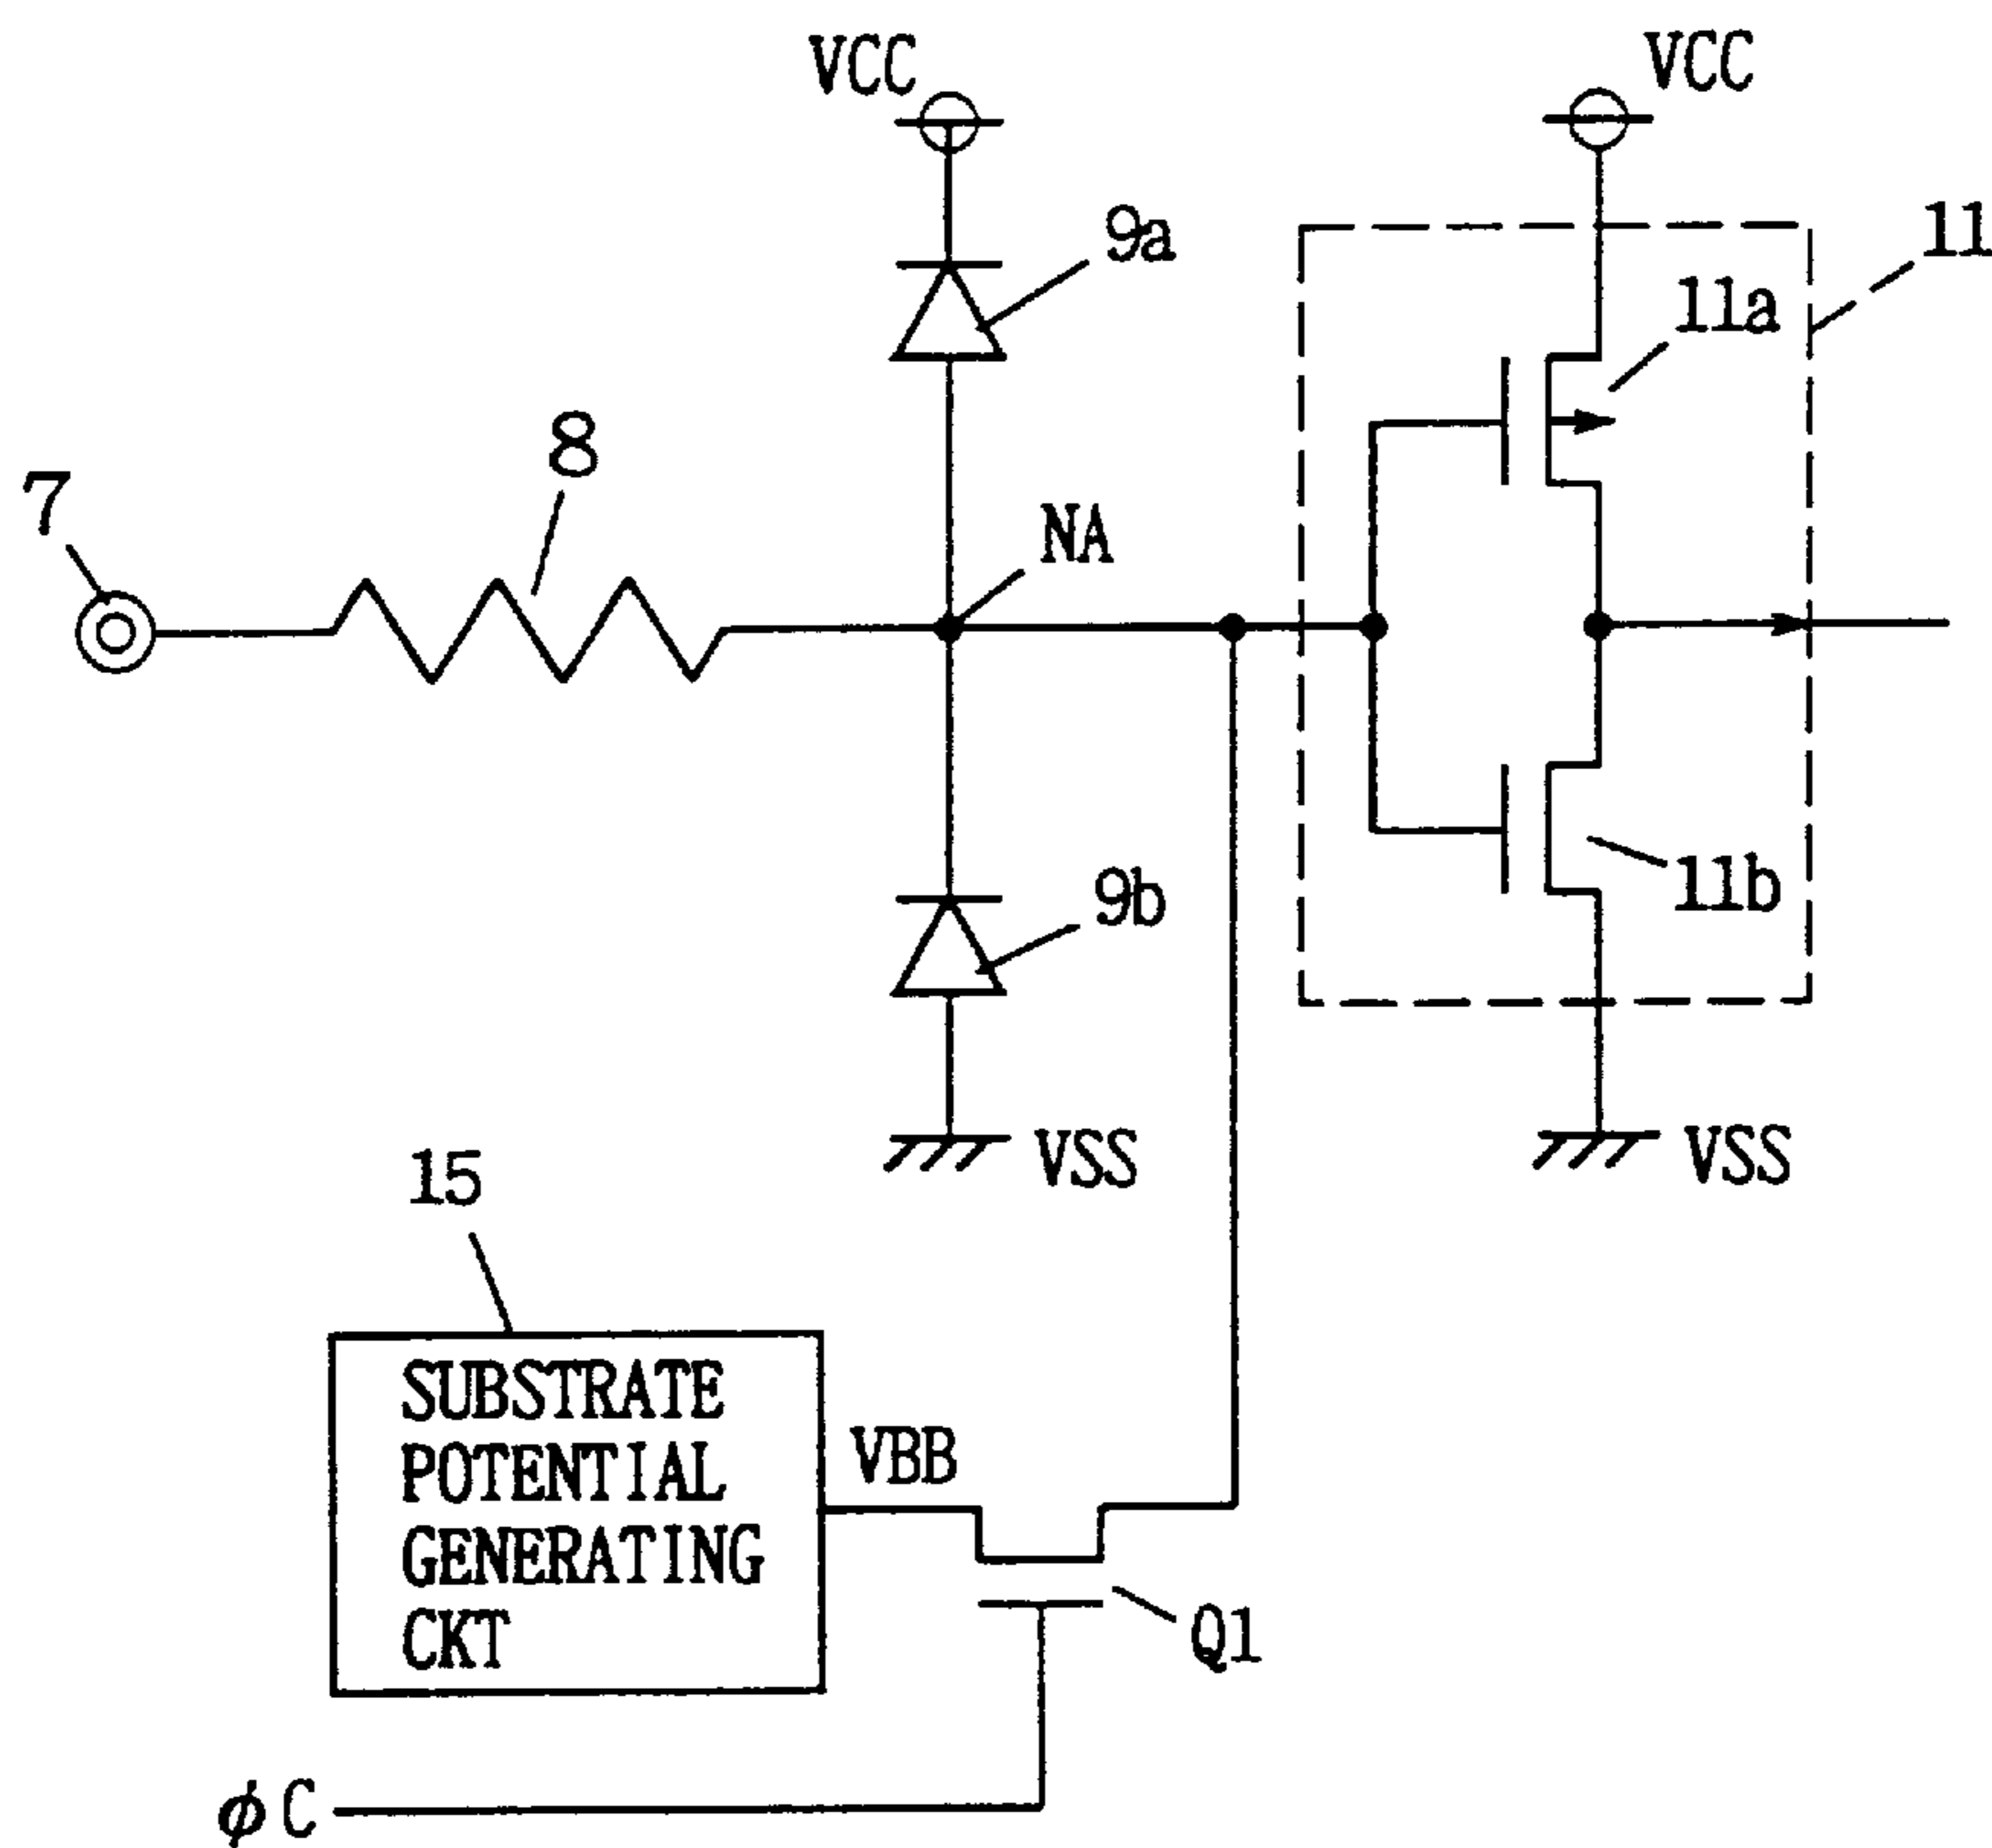 VCC
VCC
9a
11
11a
8
7
NA
9b
11b
VSS
VSS
15
SUBSTRATE
POTENTIAL
GENERATING
CKT
VBB
Q1
φC